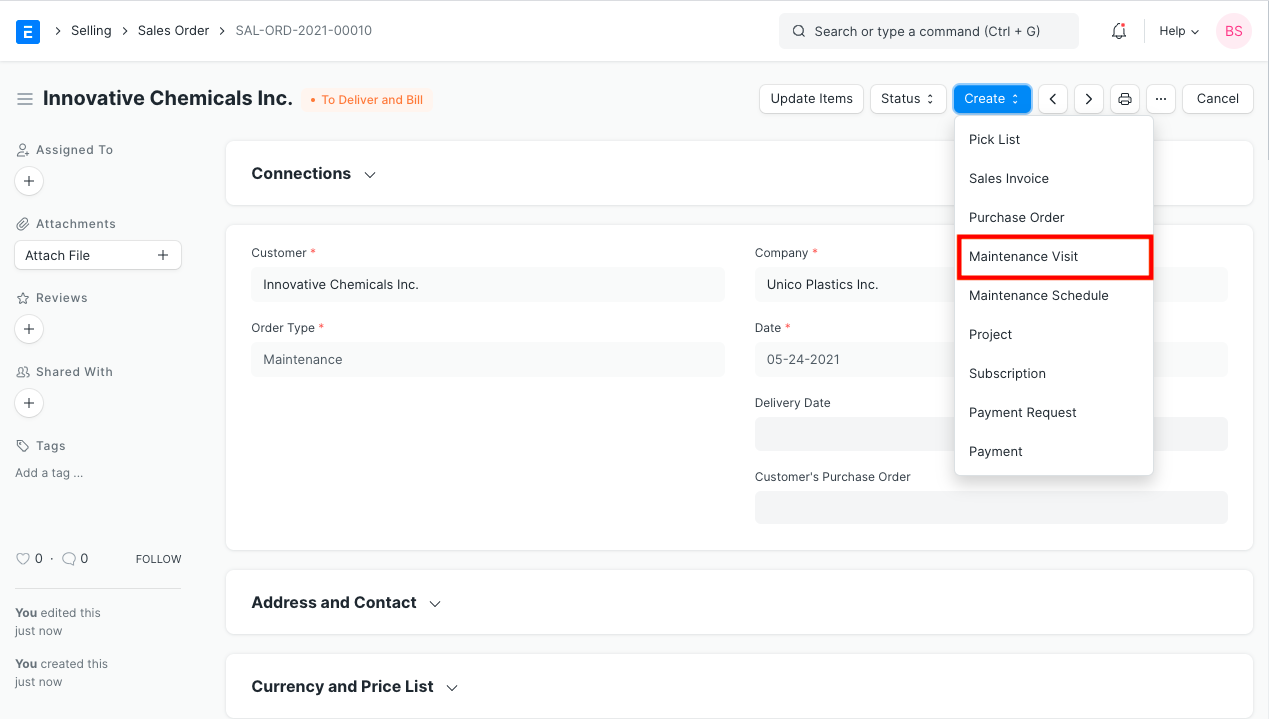 E Selling Sales Order SAL-ORD-2021-00010 Search or type a command (Ctrl + G) Help BS
Innovative Chemicals Inc. • To Deliver and Bill Update Items Status Create ··· Cancel
Assigned To
+
Attachments
Attach File +
Reviews
+
Shared With
+
Tags
Add a tag ...
0 · 0 FOLLOW
You edited this
just now
You created this
just now
Connections
Customer *
Innovative Chemicals Inc.
Order Type *
Maintenance
Company *
Unico Plastics Inc.
Date *
05-24-2021
Delivery Date
Customer's Purchase Order
Pick List
Sales Invoice
Purchase Order
Maintenance Visit
Maintenance Schedule
Project
Subscription
Payment Request
Payment
Address and Contact
Currency and Price List